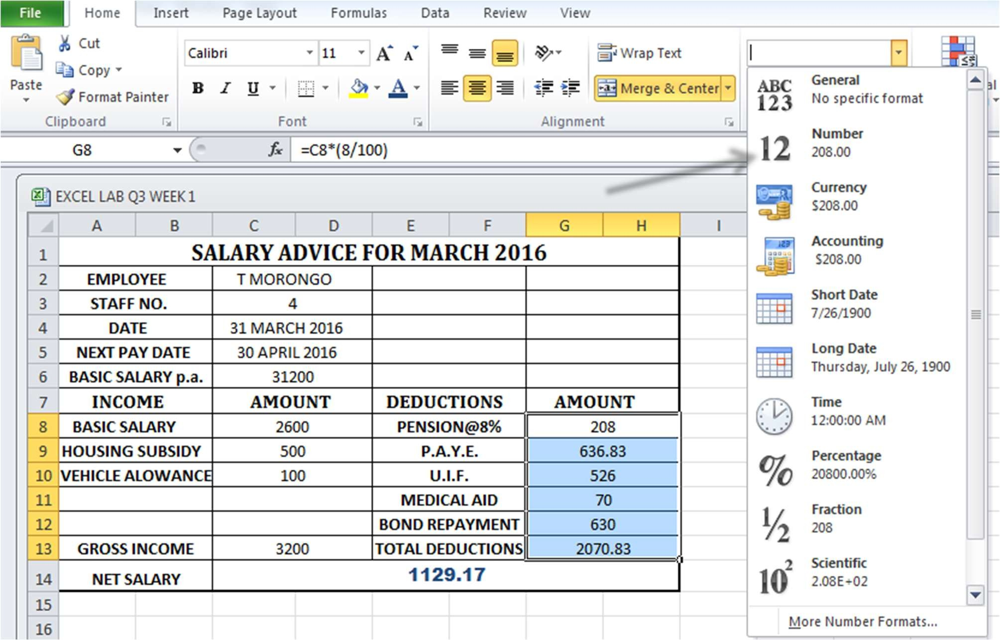 File Home Insert Page Layout Formulas Data Review View
Cut
Copy
Format Painter
Paste
Clipboard
Calibri 11
A A
B I U A
Font
Wrap Text
Merge & Center
Alignment
G8 fx =C8*(8/100)
EXCEL LAB Q3 WEEK 1
A B C D E F G H I
1 SALARY ADVICE FOR MARCH 2016
2 EMPLOYEE T MORONGO
3 STAFF NO. 4
4 DATE 31 MARCH 2016
5 NEXT PAY DATE 30 APRIL 2016
6 BASIC SALARY p.a. 31200
7 INCOME AMOUNT DEDUCTIONS AMOUNT
8 BASIC SALARY 2600 PENSION@8% 208
9 HOUSING SUBSIDY 500 P.A.Y.E. 636.83
10 VEHICLE ALOWANCE 100 U.I.F. 526
11 MEDICAL AID 70
12 BOND REPAYMENT 630
13 GROSS INCOME 3200 TOTAL DEDUCTIONS 2070.83
14 NET SALARY 1129.17
15
16
ABC
123
General
No specific format
12
Number
208.00
Currency
$208.00
123
Accounting
$208.00
Short Date
7/26/1900
Long Date
Thursday, July 26, 1900
Time
12:00:00 AM
%
Percentage
20800.00%
½
Fraction
208
10²
Scientific
2.08E+02
More Number Formats...